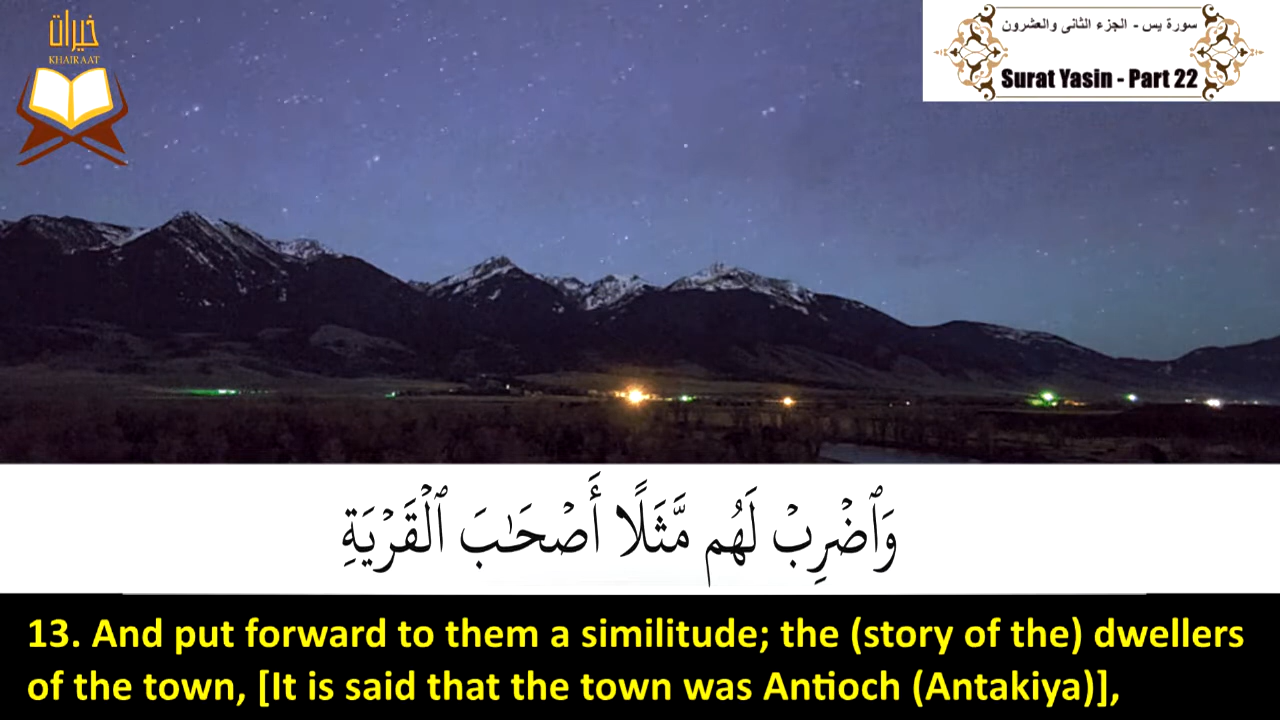 خيرات
KHAIRAAT
سورة يس - الجزء الثانى والعشرون
Surat Yasin - Part 22
وَٱضْرِبْ لَهُم مَّثَلًا أَصْحَـٰبَ ٱلْقَرْيَةِ
13. And put forward to them a similitude; the (story of the) dwellers
of the town, [It is said that the town was Antioch (Antakiya)],